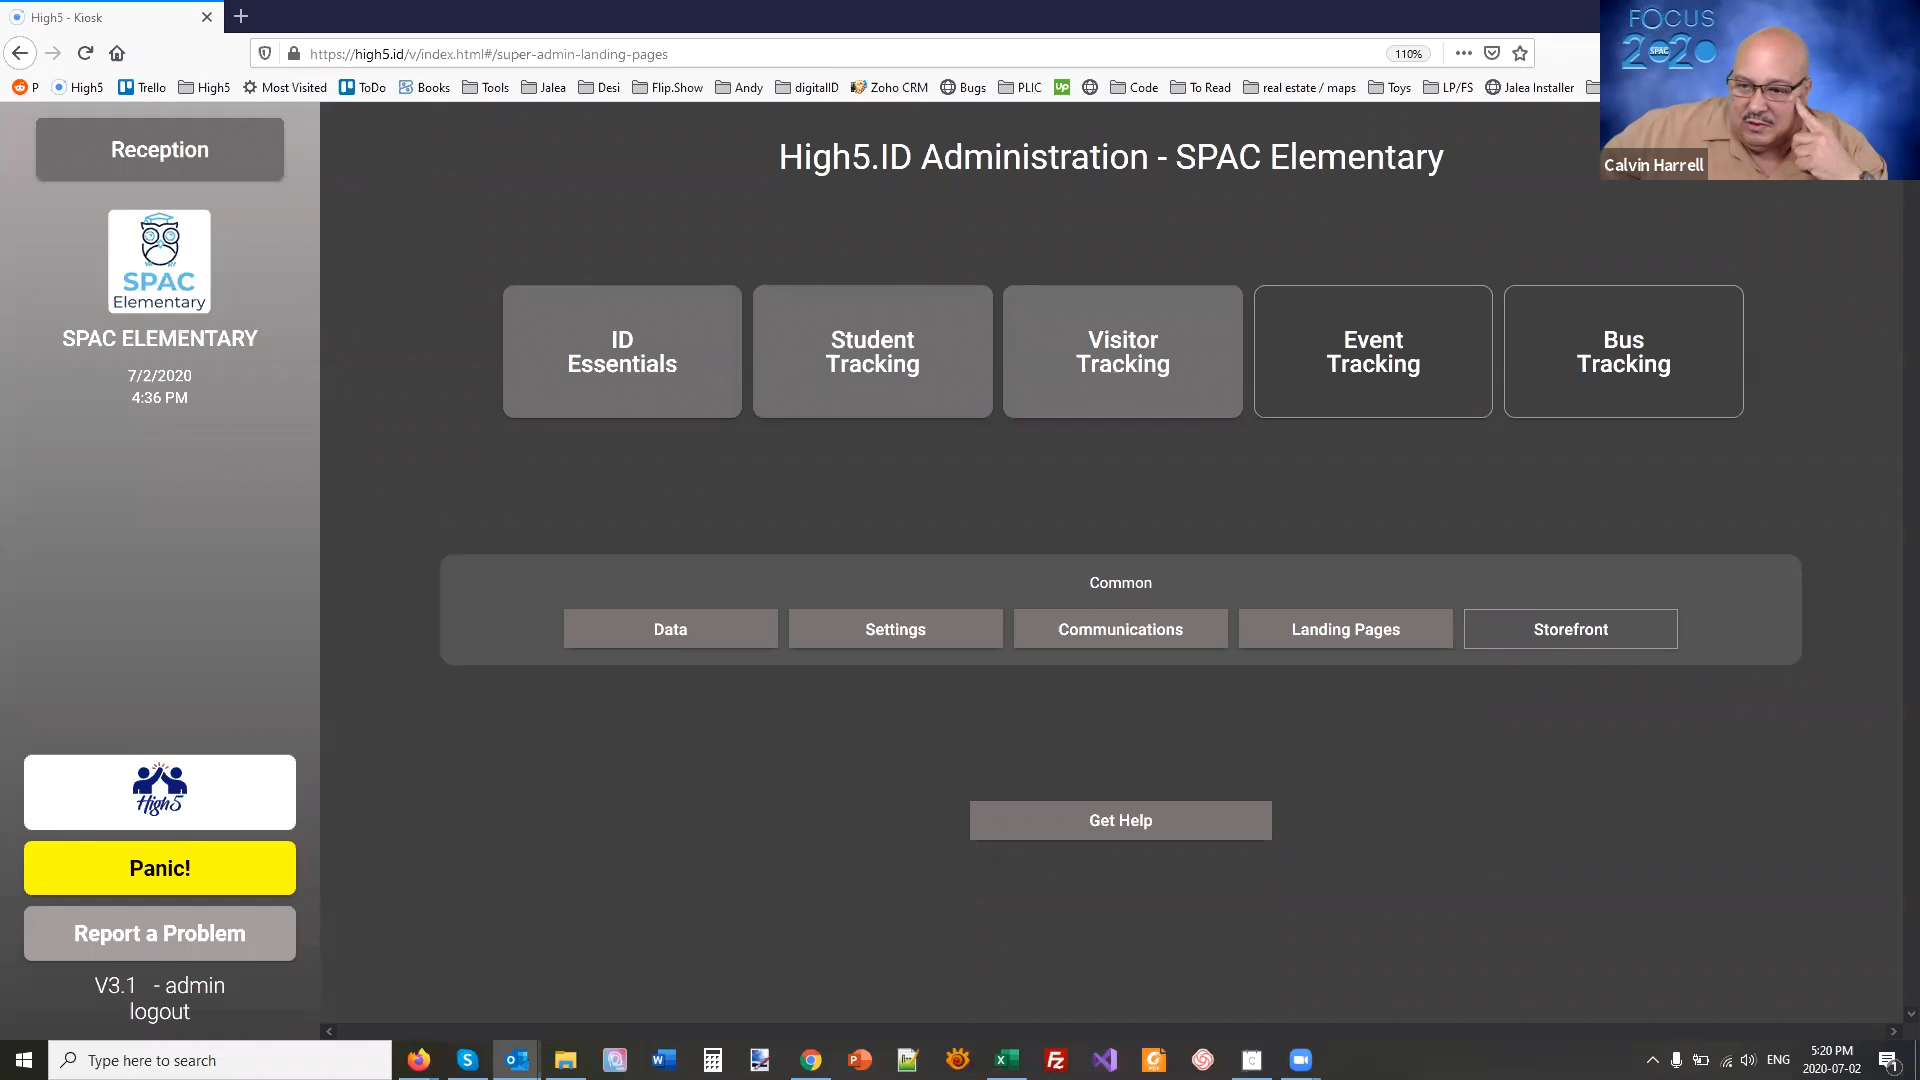 High5 - Kiosk
https://high5.id/v/index.html#/super-admin-landing-pages
110%
P
High5
Trello
High5
Most Visited
ToDo
Books
Tools
Jalea
Desi
Flip.Show
Andy
digitalID
Zoho CRM
Bugs
PLIC
Up
Code
To Read
real estate / maps
Toys
LP/FS
Jalea Installer
FOCUS
2020
SPAC
Calvin Harrell
Reception
SPAC
Elementary
SPAC ELEMENTARY
7/2/2020
4:36 PM
High5
Panic!
Report a Problem
V3.1 - admin
logout
High5.ID Administration - SPAC Elementary
ID
Essentials
Student
Tracking
Visitor
Tracking
Event
Tracking
Bus
Tracking
Common
Data
Settings
Communications
Landing Pages
Storefront
Get Help
Type here to search
ENG
5:20 PM
2020-07-02
1